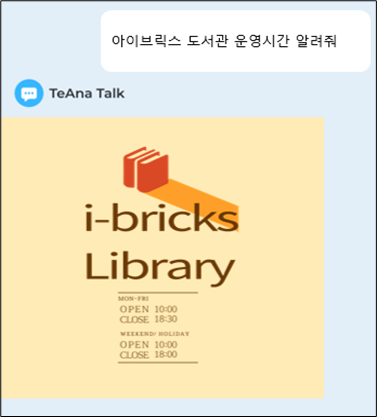 아이브릭스 도서관 운영시간 알려줘
TeAna Talk
i-bricks
Library
MON-FRI
OPEN 10:00
CLOSE 18:30
WEEKEND/ HOLIDAY
OPEN 10:00
CLOSE 18:00